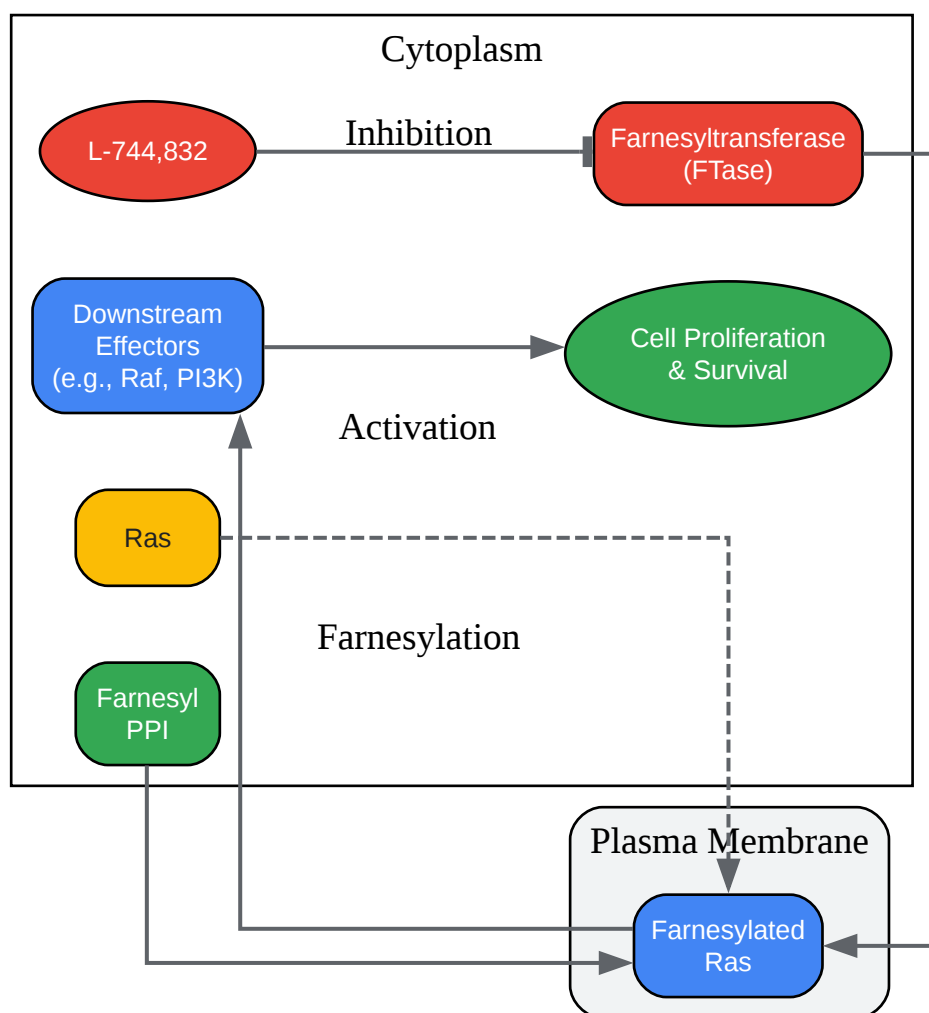 Cytoplasm
L-744,832
Inhibition
Farnesyltransferase
(FTase)
Downstream
Effectors
(e.g., Raf, PI3K)
Cell Proliferation
& Survival
Activation
Ras
Farnesylation
Farnesyl
PPI
Plasma Membrane
Farnesylated
Ras